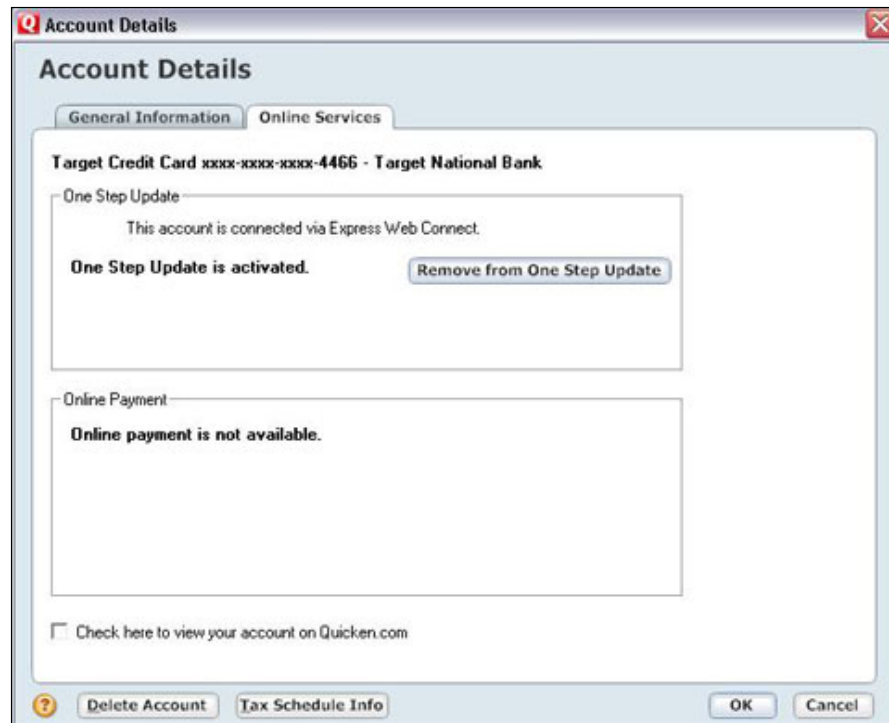 Q Account Details
Account Details
General Information Online Services
Target Credit Card xxxx-xxxx-xxxx-4466 - Target National Bank
One Step Update
This account is connected via Express Web Connect.
One Step Update is activated. Remove from One Step Update
Online Payment
Online payment is not available.
Check here to view your account on Quicken.com
? Delete Account Tax Schedule Info OK Cancel